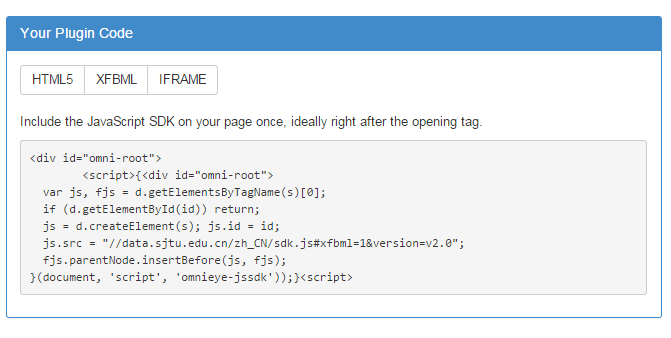 Your Plugin Code
HTML5 XFBML IFRAME
Include the JavaScript SDK on your page once, ideally right after the opening tag.
<div id="omni-root">
        <script>{<div id="omni-root">
  var js, fjs = d.getElementsByTagName(s)[0];
  if (d.getElementById(id)) return;
  js = d.createElement(s); js.id = id;
  js.src = "//data.sjtu.edu.cn/zh_CN/sdk.js#xfbml=1&version=v2.0";
  fjs.parentNode.insertBefore(js, fjs);
}(document, 'script', 'omnieye-jssdk'));}<script>